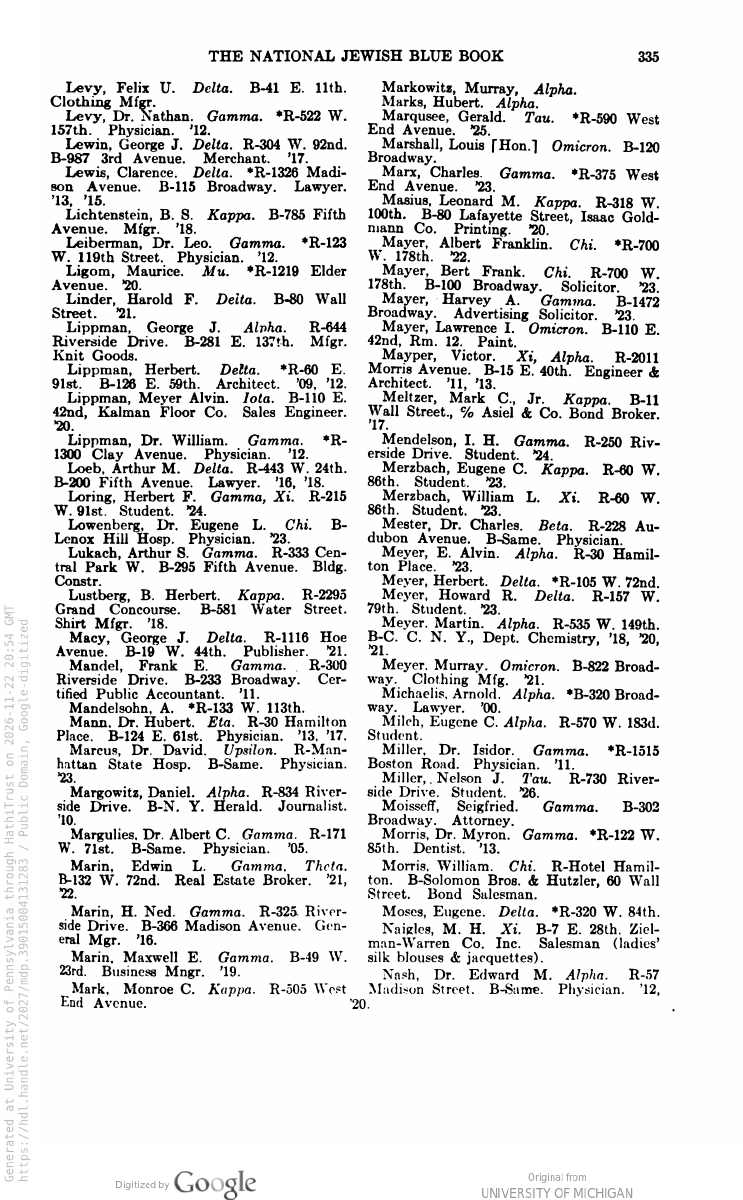 THE NATIONAL JEWISH BLUE BOOK 335
Levy, Felix U. Delta. B-41 E. 11th.
Clothing Mfgr.
Levy, Dr. Nathan. Gamma. *R-522 W.
157th. Physician. '12.
Lewin, George J. Delta. R-304 W. 92nd.
B-987 3rd Avenue. Merchant. '17.
Lewis, Clarence. Delta. *R-1326 Madi-
son Avenue. B-115 Broadway. Lawyer.
'13, '15.
Lichtenstein, B. S. Kappa. B-785 Fifth
Avenue. Mfgr. '18.
Leiberman, Dr. Leo. Gamma. *R-123
W. 119th Street. Physician. '12.
Ligom, Maurice. Mu. *R-1219 Elder
Avenue. '20.
Linder, Harold F. Delta. B-80 Wall
Street. '21.
Lippman, George J. Alpha. R-644
Riverside Drive. B-281 E. 137th. Mfgr.
Knit Goods.
Lippman, Herbert. Delta. *R-60 E.
91st. B-126 E. 59th. Architect. '09, '12.
Lippman, Meyer Alvin. Iota. B-110 E.
42nd, Kalman Floor Co. Sales Engineer.
'20.
Lippman, Dr. William. Gamma. *R-
1300 Clay Avenue. Physician. '12.
Loeb, Arthur M. Delta. R-443 W. 24th.
B-200 Fifth Avenue. Lawyer. '16, '18.
Loring, Herbert F. Gamma, Xi. R-215
W. 91st. Student. '24.
Lowenberg, Dr. Eugene L. Chi. B-
Lenox Hill Hosp. Physician. '23.
Lukach, Arthur S. Gamma. R-333 Cen-
tral Park W. B-295 Fifth Avenue. Bldg.
Constr.
Lustberg, B. Herbert. Kappa. R-2295
Grand Concourse. B-581 Water Street.
Shirt Mfgr. '18.
Macy, George J. Delta. R-1116 Hoe
Avenue. B-19 W. 44th. Publisher. '21.
Mandel, Frank E. Gamma. R-300
Riverside Drive. B-233 Broadway. Cer-
tified Public Accountant. '11.
Mandelsohn, A. *R-133 W. 113th.
Mann, Dr. Hubert. Eta. R-30 Hamilton
Place. B-124 E. 61st. Physician. '13, '17.
Marcus, Dr. David. Upsilon. R-Man-
hattan State Hosp. B-Same. Physician.
'23.
Margowitz, Daniel. Alpha. R-834 River-
side Drive. B-N. Y. Herald. Journalist.
'10.
Margulies, Dr. Albert C. Gamma. R-171
W. 71st. B-Same. Physician. '05.
Marin, Edwin L. Gamma, Theta.
B-132 W. 72nd. Real Estate Broker. '21,
'22.
Marin, H. Ned. Gamma. R-325 River-
side Drive. B-366 Madison Avenue. Gen-
eral Mgr. '16.
Marin, Maxwell E. Gamma. B-49 W.
23rd. Business Mngr. '19.
Mark, Monroe C. Kappa. R-505 West
End Avenue.
Markowitz, Murray, Alpha.
Marks, Hubert. Alpha.
Marqusee, Gerald. Tau. *R-590 West
End Avenue. '25.
Marshall, Louis [Hon.] Omicron. B-120
Broadway.
Marx, Charles. Gamma. *R-375 West
End Avenue. '23.
Masius, Leonard M. Kappa. R-318 W.
100th. B-80 Lafayette Street, Isaac Gold-
mann Co. Printing. '20.
Mayer, Albert Franklin. Chi. *R-700
W. 178th. '22.
Mayer, Bert Frank. Chi. R-700 W.
178th. B-100 Broadway. Solicitor. '23.
Mayer, Harvey A. Gamma. B-1472
Broadway. Advertising Solicitor. '23.
Mayer, Lawrence I. Omicron. B-110 E.
42nd, Rm. 12. Paint.
Mayper, Victor. Xi, Alpha. R-2011
Morris Avenue. B-15 E. 40th. Engineer &
Architect. '11, '13.
Meltzer, Mark C., Jr. Kappa. B-11
Wall Street., % Asiel & Co. Bond Broker.
'17.
Mendelson, I. H. Gamma. R-250 Riv-
erside Drive. Student. '24.
Merzbach, Eugene C. Kappa. R-60 W.
86th. Student. '23.
Merzbach, William L. Xi. R-60 W.
86th. Student. '23.
Mester, Dr. Charles. Beta. R-228 Au-
dubon Avenue. B-Same. Physician.
Meyer, E. Alvin. Alpha. R-30 Hamil-
ton Place. '23.
Meyer, Herbert. Delta. *R-105 W. 72nd.
Meyer, Howard R. Delta. R-157 W.
79th. Student. '23.
Meyer, Martin. Alpha. R-535 W. 149th.
B-C. C. N. Y., Dept. Chemistry, '18, '20,
'21.
Meyer, Murray. Omicron. B-822 Broad-
way. Clothing Mfg. '21.
Michaelis, Arnold. Alpha. *B-320 Broad-
way. Lawyer. '00.
Milch, Eugene C. Alpha. R-570 W. 183d.
Student.
Miller, Dr. Isidor. Gamma. *R-1515
Boston Road. Physician. '11.
Miller, Nelson J. Tau. R-730 River-
side Drive. Student. '26.
Moisseff, Seigfried. Gamma. B-302
Broadway. Attorney.
Morris, Dr. Myron. Gamma. *R-122 W.
85th. Dentist. '13.
Morris, William. Chi. R-Hotel Hamil-
ton. B-Solomon Bros. & Hutzler, 60 Wall
Street. Bond Salesman.
Moses, Eugene. Delta. *R-320 W. 84th.
Naigles, M. H. Xi. B-7 E. 28th. Ziel-
man-Warren Co. Inc. Salesman (ladies'
silk blouses & jacquettes).
Nash, Dr. Edward M. Alpha. R-57
Madison Street. B-Same. Physician. '12,
'20.
Generated at University of Pennsylvania through HathiTrust on 2026-11-22 20:54 GMT
https://hdl.handle.net/2027/mdp.39015004131283 / Public Domain, Google-digitized
Digitized by Google
Original from
UNIVERSITY OF MICHIGAN